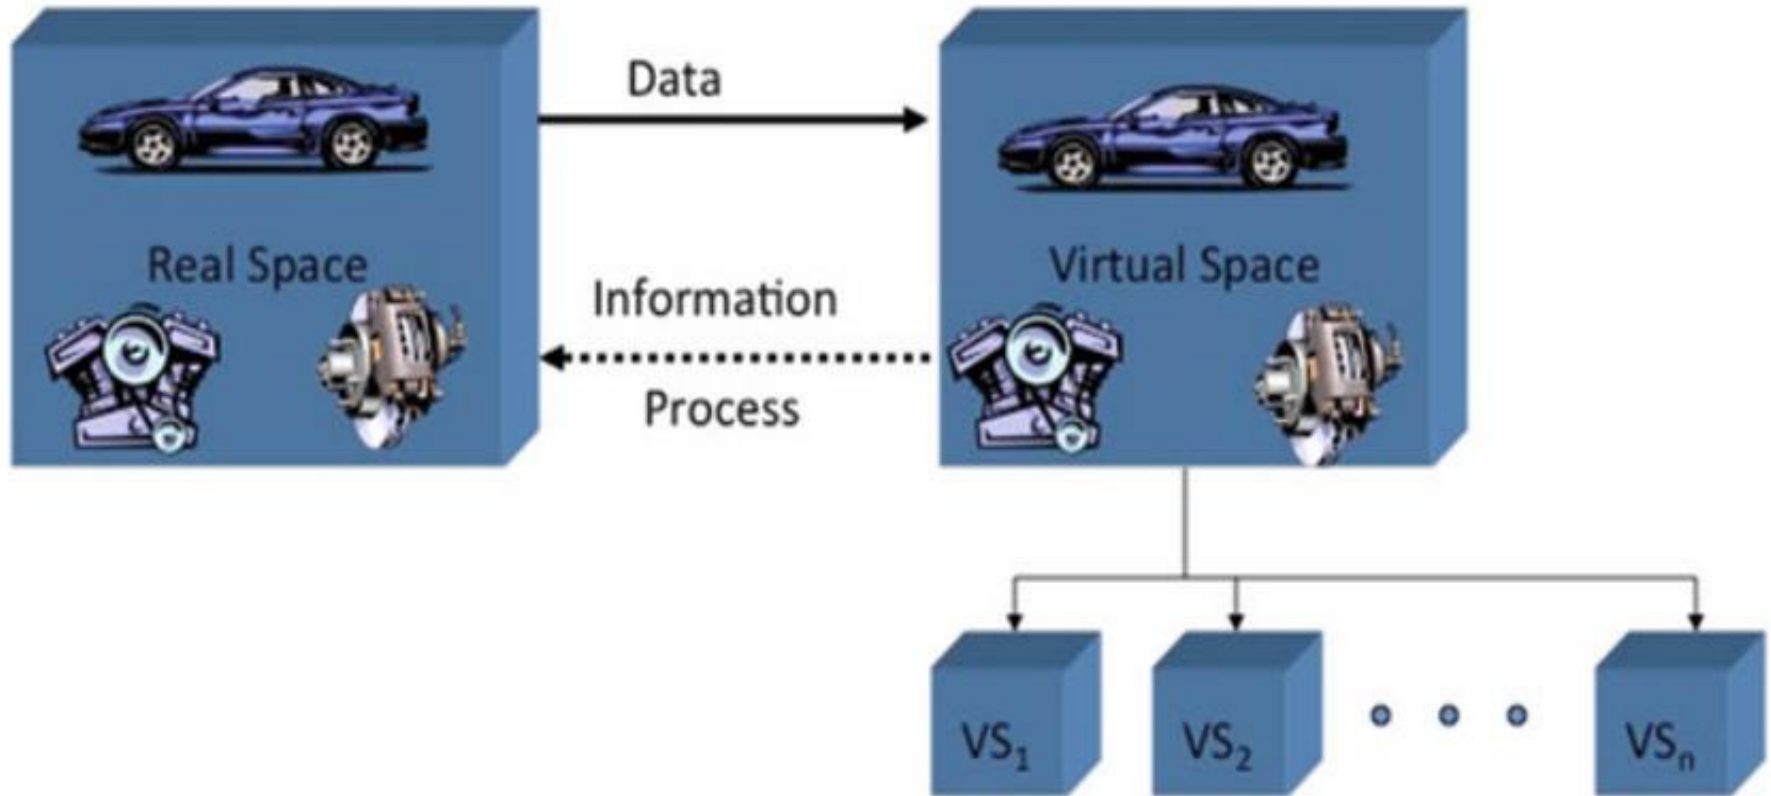 Data
Real Space
Virtual Space
Information
Process
VS₁
VS₂
VSₙ